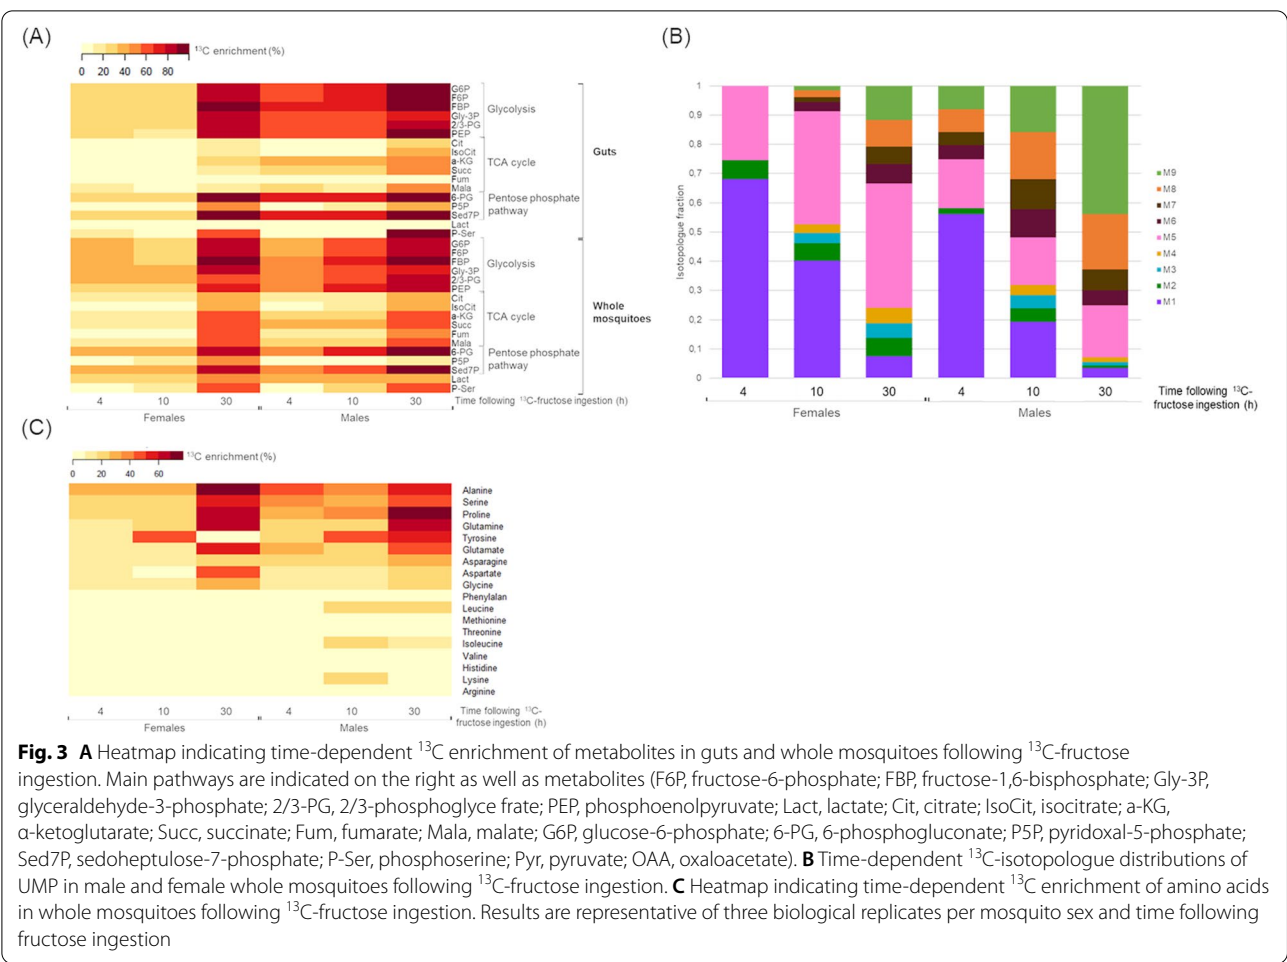 (A)
13C enrichment (%)
0 20 40 60 80
G6P
F6P
FBP
Gly-3P
2/3-PG
PEP
Glycolysis
Cit
IsoCit
a-KG
Succ
Fum
Mala
TCA cycle
6-PG
P5P
Sed7P
Pentose phosphate
pathway
Lact
P-Ser
Guts
G6P
F6P
FBP
Gly-3P
2/3-PG
PEP
Glycolysis
Cit
IsoCit
a-KG
Succ
Fum
Mala
TCA cycle
6-PG
P5P
Sed7P
Pentose phosphate
pathway
Lact
P-Ser
Whole
mosquitoes
4 10 30 4 10 30
Time following 13C-fructose ingestion (h)
Females Males
(B)
Isotopologue fraction
1
0,9
0,8
0,7
0,6
0,5
0,4
0,3
0,2
0,1
0
M9
M8
M7
M6
M5
M4
M3
M2
M1
4 10 30 4 10 30
Females Males
Time following 13C-
fructose ingestion (h)
(C)
13C enrichment (%)
0 20 40 60
Alanine
Serine
Proline
Glutamine
Tyrosine
Glutamate
Asparagine
Aspartate
Glycine
Phenylalan
Leucine
Methionine
Threonine
Isoleucine
Valine
Histidine
Lysine
Arginine
4 10 30 4 10 30
Females Males
Time following 13C-
fructose ingestion (h)
Fig. 3 A Heatmap indicating time-dependent 13C enrichment of metabolites in guts and whole mosquitoes following 13C-fructose
ingestion. Main pathways are indicated on the right as well as metabolites (F6P, fructose-6-phosphate; FBP, fructose-1,6-bisphosphate; Gly-3P,
glyceraldehyde-3-phosphate; 2/3-PG, 2/3-phosphoglyce frate; PEP, phosphoenolpyruvate; Lact, lactate; Cit, citrate; IsoCit, isocitrate; a-KG,
α-ketoglutarate; Succ, succinate; Fum, fumarate; Mala, malate; G6P, glucose-6-phosphate; 6-PG, 6-phosphogluconate; P5P, pyridoxal-5-phosphate;
Sed7P, sedoheptulose-7-phosphate; P-Ser, phosphoserine; Pyr, pyruvate; OAA, oxaloacetate). B Time-dependent 13C-isotopologue distributions of
UMP in male and female whole mosquitoes following 13C-fructose ingestion. C Heatmap indicating time-dependent 13C enrichment of amino acids
in whole mosquitoes following 13C-fructose ingestion. Results are representative of three biological replicates per mosquito sex and time following
fructose ingestion